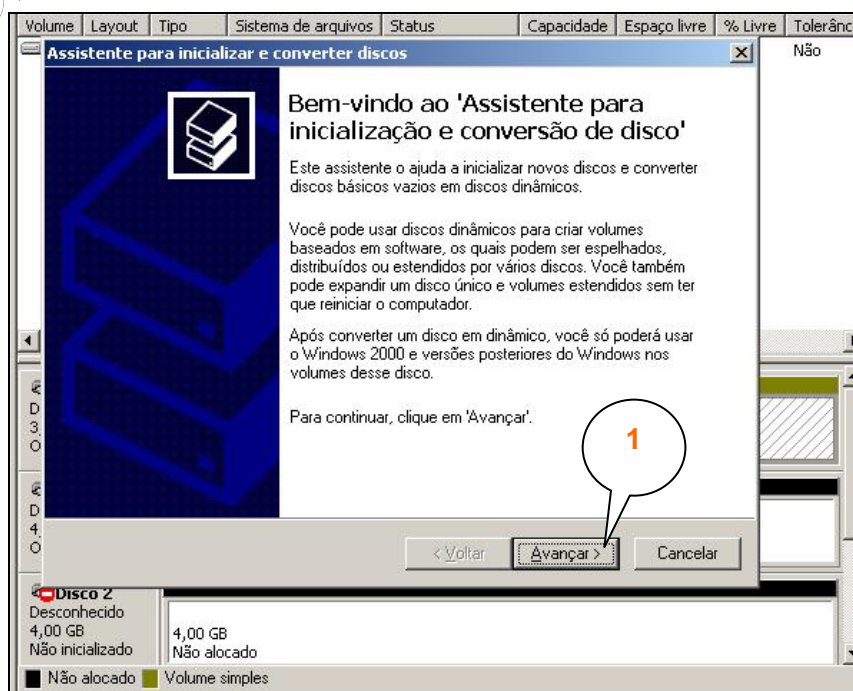 Volume Layout Tipo Sistema de arquivos Status Capacidade Espaço livre % Livre
Não
Assistente para inicializar e converter discos
Bem-vindo ao 'Assistente para
inicialização e conversão de disco'
Este assistente o ajuda a inicializar novos discos e converter
discos básicos vazios em discos dinâmicos.
Você pode usar discos dinâmicos para criar volumes
baseados em software, os quais podem ser espelhados,
distribuídos ou estendidos por vários discos. Você também
pode expandir um disco único e volumes estendidos sem ter
que reiniciar o computador.
Após converter um disco em dinâmico, você só poderá usar
o Windows 2000 e versões posteriores do Windows nos
volumes desse disco.
Para continuar, clique em 'Avançar'.
1
< Voltar Avançar > Cancelar
D
3,
O
D
4,
O
Disco 2
Desconhecido
4,00 GB
Não inicializado
4,00 GB
Não alocado
Não alocado Volume simples